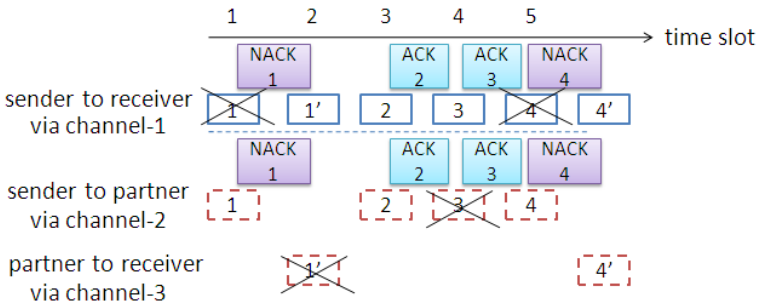 1 2 3 4 5
time slot
NACK 1 ACK 2 ACK 3 NACK 4
sender to receiver via channel-1
1 1' 2 3 4 4'
NACK 1 ACK 2 ACK 3 NACK 4
sender to partner via channel-2
1 2 3 4
partner to receiver via channel-3
1' 4'